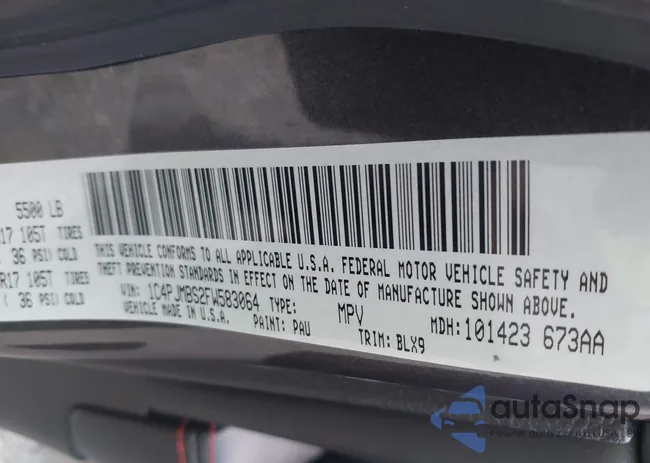 5500 LB
R17 105T TIRES
36 PSI) COLD
R17 105T TIRES
( 36 PSI) COLD
THIS VEHICLE CONFORMS TO ALL APPLICABLE U.S.A. FEDERAL MOTOR VEHICLE SAFETY AND
THEFT PREVENTION STANDARDS IN EFFECT ON THE DATE OF MANUFACTURE SHOWN ABOVE.
VIN: 1C4PJMBS2FW583064 TYPE: MPV MDH:101423 673AA
VEHICLE MADE IN U.S.A. PAINT: PAU TRIM: BLX9
autoSnap